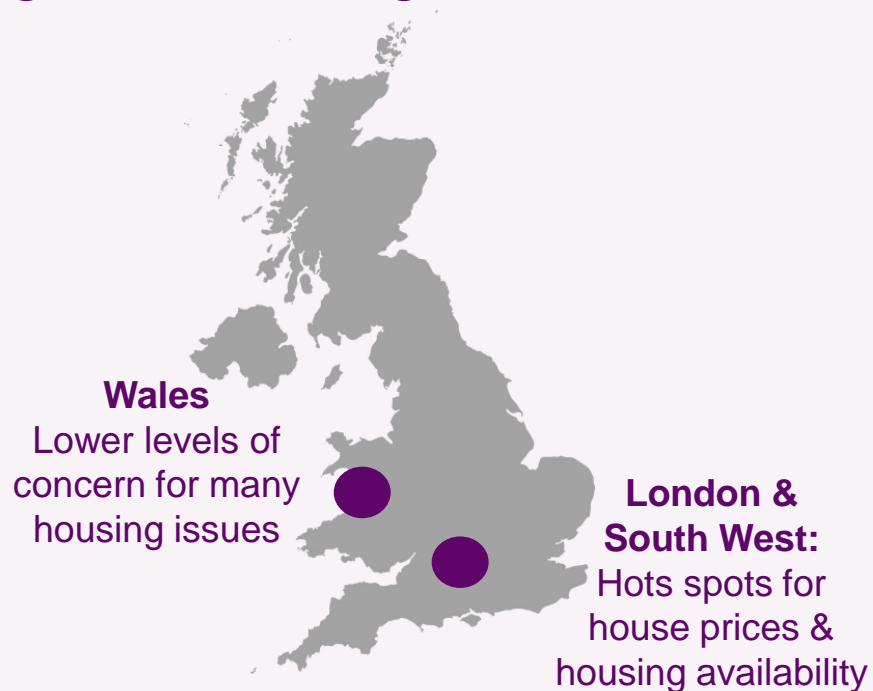 Wales
Lower levels of
concern for many
housing issues
London &
South West:
Hots spots for
house prices &
housing availability